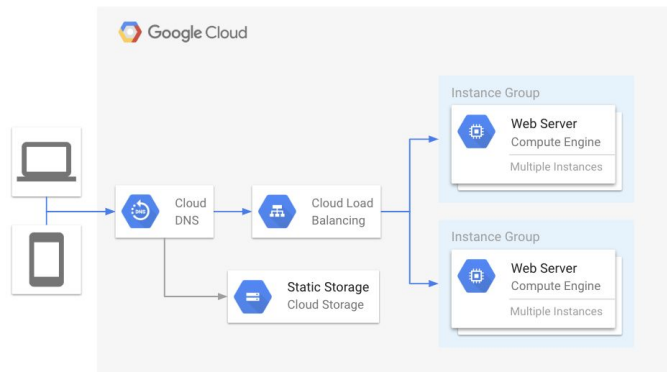 Google Cloud
Instance Group
Web Server
Compute Engine
Multiple Instances
Cloud
DNS
DNS
Cloud Load
Balancing
Instance Group
Web Server
Compute Engine
Multiple Instances
Static Storage
Cloud Storage